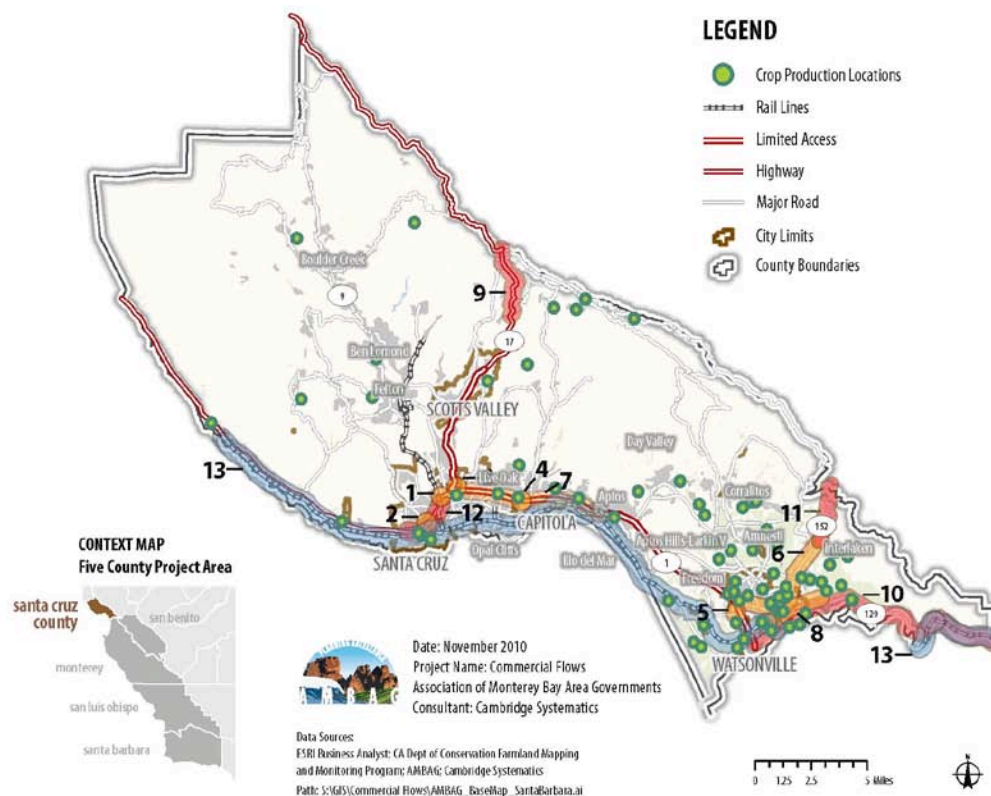 LEGEND
Crop Production Locations
Rail Lines
Limited Access
Highway
Major Road
City Limits
County Boundaries
Boulder Creek
9
9
17
Ben Lomond
Felton
SCOTTS VALLEY
13
1
2
Live Oak
4
7
12
CAPITOLA
Aptos
SANTA CRUZ
Opal Cliffs
Rio del Mar
Day Valley
Corralitos
11
152
Aptos Hills-Larkin V
Amnesti
6
Interlaken
1
Freedom
5
10
129
8
WATSONVILLE
13
CONTEXT MAP
Five County Project Area
santa cruz
county
san benito
monterey
san luis obispo
santa barbara
AMBAG
Date: November 2010
Project Name: Commercial Flows
Association of Monterey Bay Area Governments
Consultant: Cambridge Systematics
Data Sources:
ESRI Business Analyst; CA Dept of Conservation Farmland Mapping
and Monitoring Program; AMBAG; Cambridge Systematics
Path: S:\GIS\Commercial Flows\AMBAG_BaseMap_SantaBarbara.ai
0 1.25 2.5 5 Miles